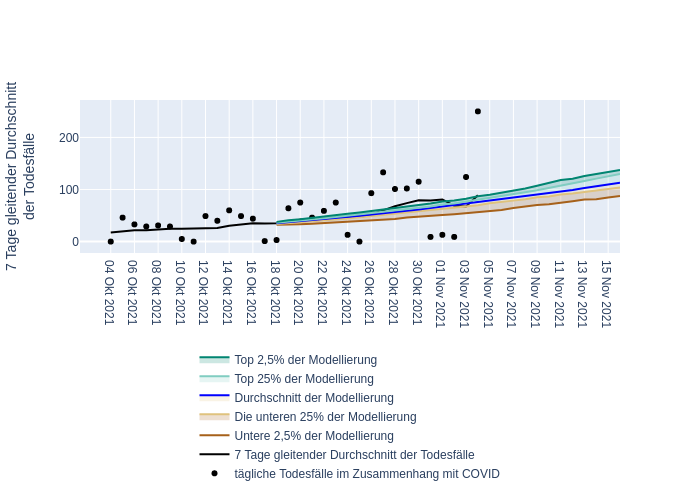 7 Tage gleitender Durchschnitt
der Todesfälle
200
100
0
04 Okt 2021
06 Okt 2021
08 Okt 2021
10 Okt 2021
12 Okt 2021
14 Okt 2021
16 Okt 2021
18 Okt 2021
20 Okt 2021
22 Okt 2021
24 Okt 2021
26 Okt 2021
28 Okt 2021
30 Okt 2021
01 Nov 2021
03 Nov 2021
05 Nov 2021
07 Nov 2021
09 Nov 2021
11 Nov 2021
13 Nov 2021
15 Nov 2021
Top 2,5% der Modellierung
Top 25% der Modellierung
Durchschnitt der Modellierung
Die unteren 25% der Modellierung
Untere 2,5% der Modellierung
7 Tage gleitender Durchschnitt der Todesfälle
tägliche Todesfälle im Zusammenhang mit COVID